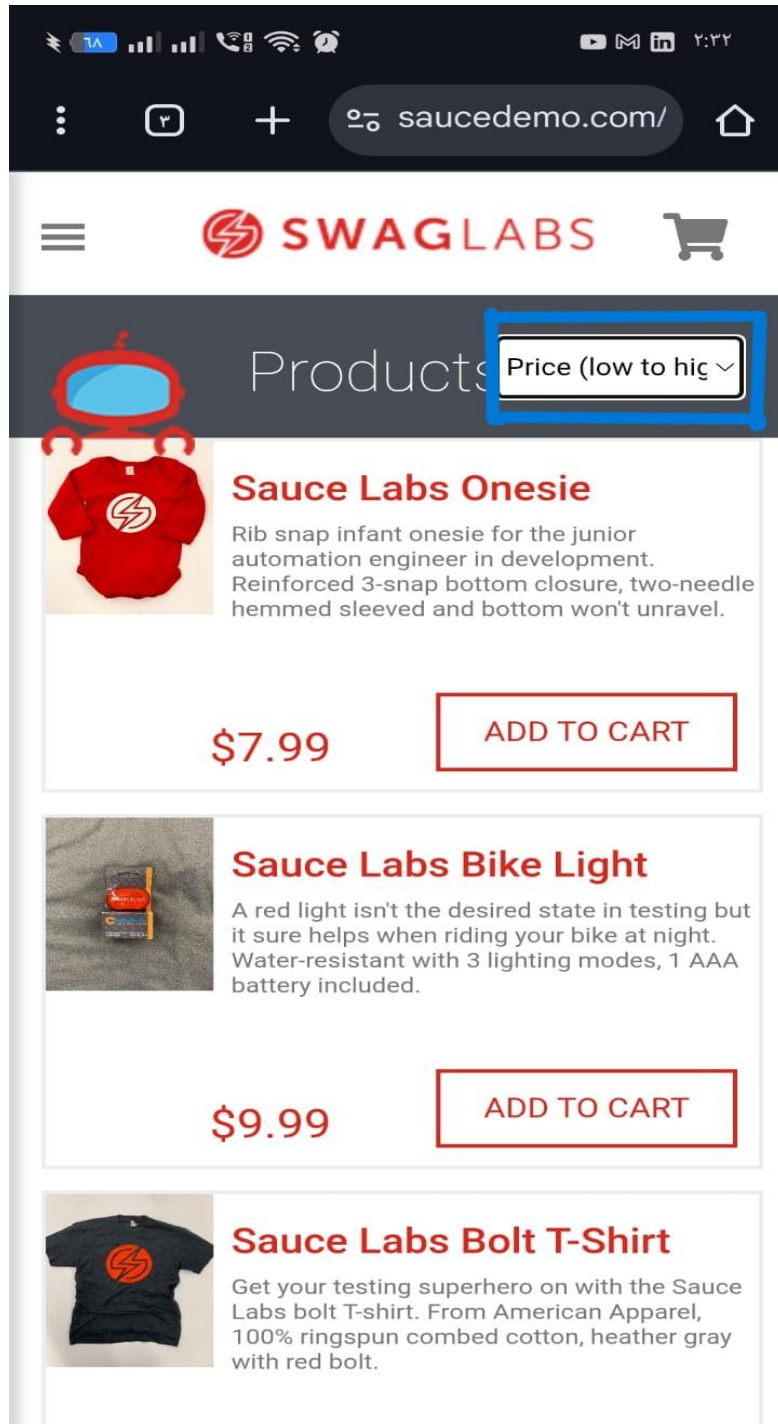 ٦٨ ٢:٣٢
٣ saucedemo.com/
SWAGLABS
Products Price (low to hig
Sauce Labs Onesie
Rib snap infant onesie for the junior
automation engineer in development.
Reinforced 3-snap bottom closure, two-needle
hemmed sleeved and bottom won't unravel.
$7.99 ADD TO CART
Sauce Labs Bike Light
A red light isn't the desired state in testing but
it sure helps when riding your bike at night.
Water-resistant with 3 lighting modes, 1 AAA
battery included.
$9.99 ADD TO CART
Sauce Labs Bolt T-Shirt
Get your testing superhero on with the Sauce
Labs bolt T-shirt. From American Apparel,
100% ringspun combed cotton, heather gray
with red bolt.